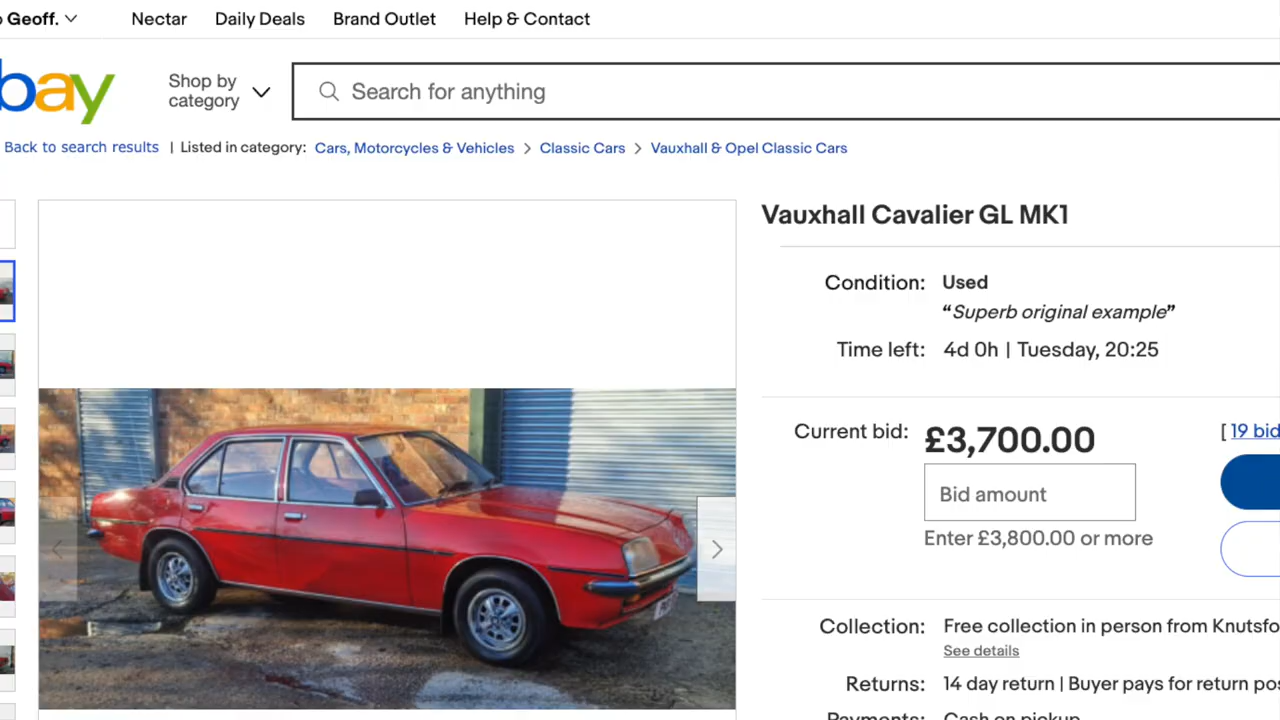 Geoff.
Nectar
Daily Deals
Brand Outlet
Help & Contact
bay
Shop by category
Search for anything
Back to search results | Listed in category: Cars, Motorcycles & Vehicles > Classic Cars > Vauxhall & Opel Classic Cars
Vauxhall Cavalier GL MK1
Condition: Used
“Superb original example”
Time left: 4d 0h | Tuesday, 20:25
Current bid: £3,700.00
[ 19 bid
Bid amount
Enter £3,800.00 or more
Collection: Free collection in person from Knutsfo
See details
Returns: 14 day return | Buyer pays for return pos
Payments: Cash on pickup